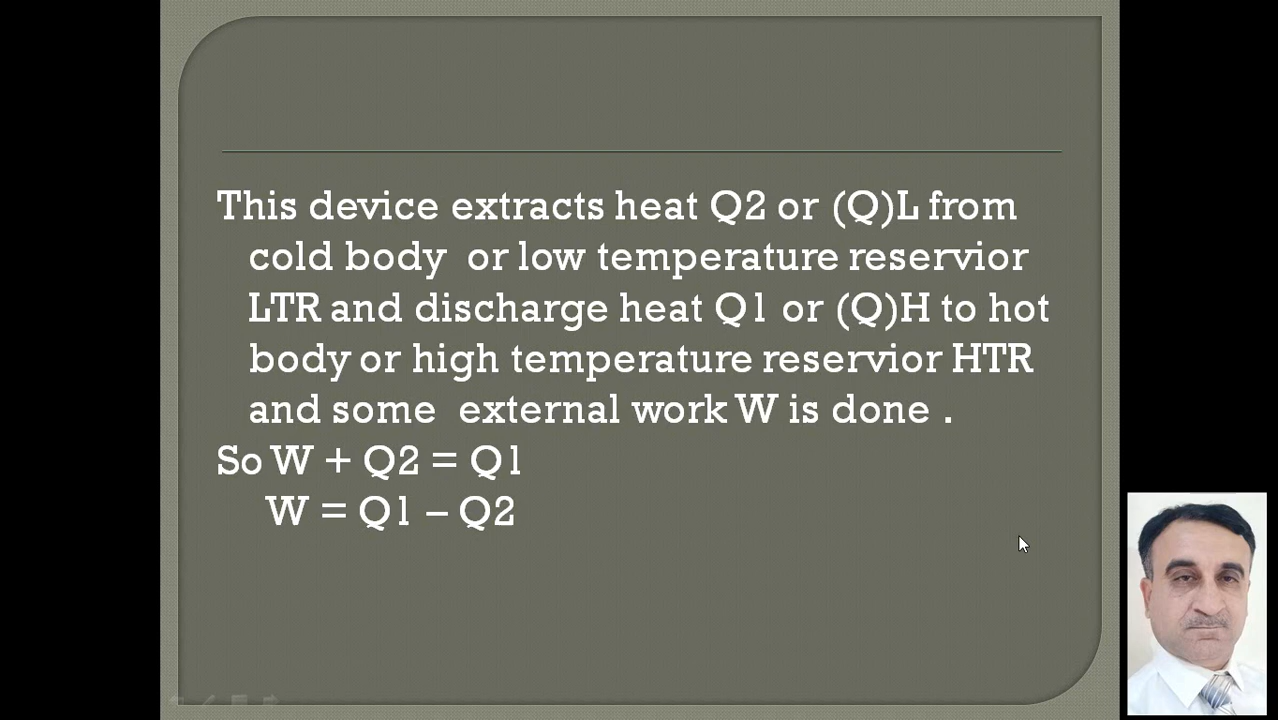 This device extracts heat Q2 or (Q)L from
cold body or low temperature reservior
LTR and discharge heat Q1 or (Q)H to hot
body or high temperature reservior HTR
and some external work W is done .
So W + Q2 = Q1
W = Q1 – Q2